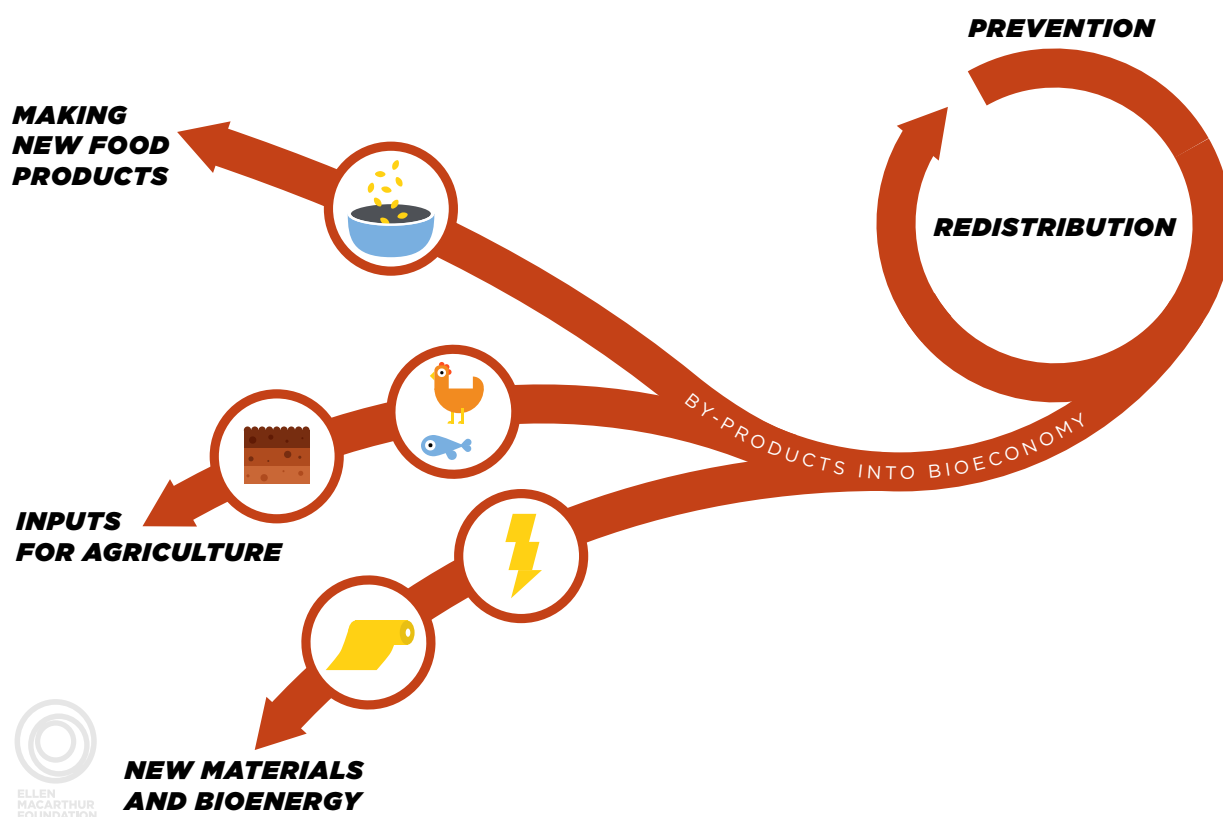 PREVENTION
MAKING
NEW FOOD
PRODUCTS
REDISTRIBUTION
BY-PRODUCTS INTO BIOECONOMY
INPUTS
FOR AGRICULTURE
NEW MATERIALS
AND BIOENERGY
ELLEN
MACARTHUR
FOUNDATION